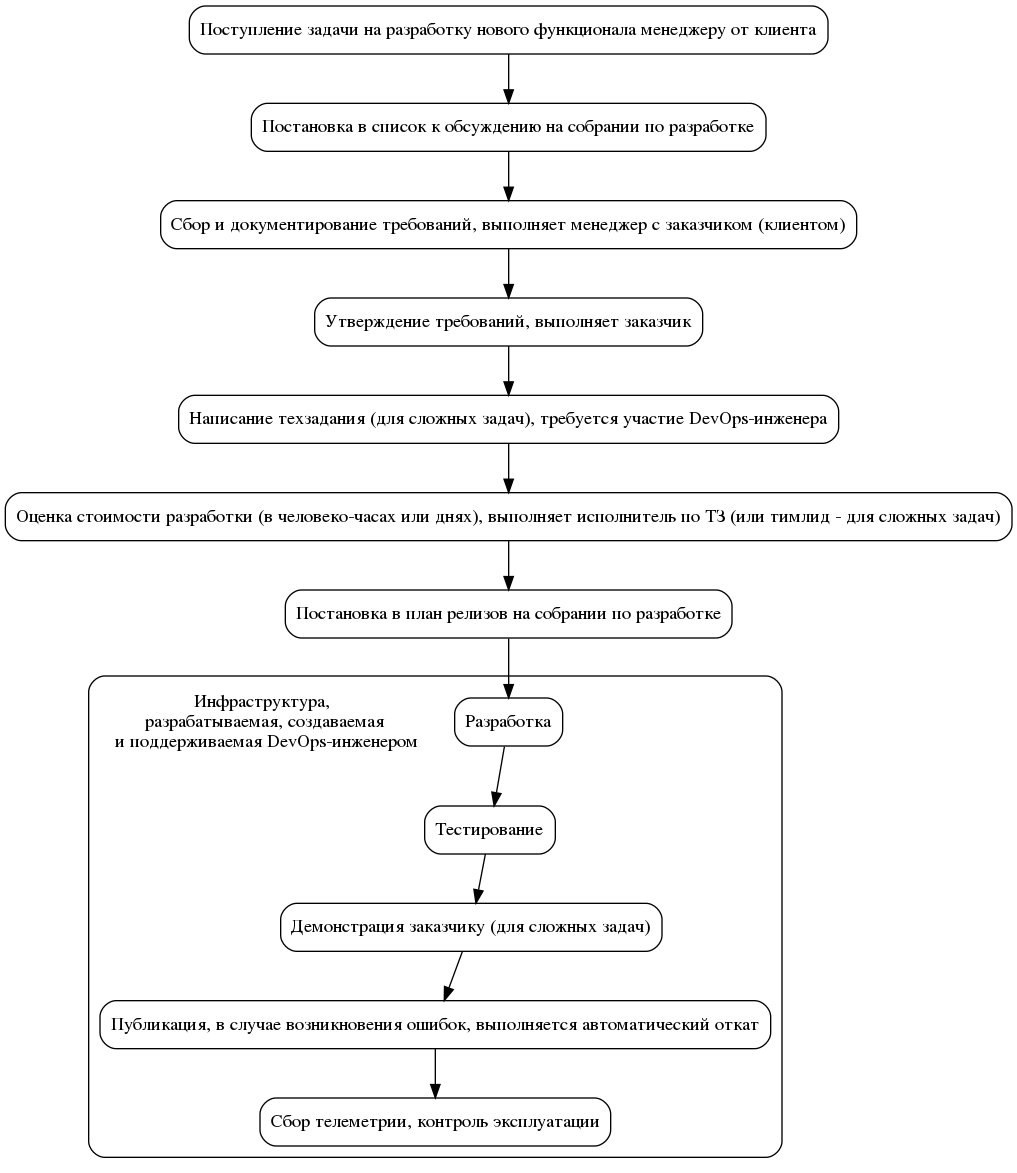 Поступление задачи на разработку нового функционала менеджеру от клиента
Постановка в список к обсуждению на собрании по разработке
Сбор и документирование требований, выполняет менеджер с заказчиком (клиентом)
Утверждение требований, выполняет заказчик
Написание техзадания (для сложных задач), требуется участие DevOps-инженера
Оценка стоимости разработки (в человеко-часах или днях), выполняет исполнитель по ТЗ (или тимлид - для сложных задач)
Постановка в план релизов на собрании по разработке
Инфраструктура,
разрабатываемая, создаваемая
и поддерживаемая DevOps-инженером
Разработка
Тестирование
Демонстрация заказчику (для сложных задач)
Публикация, в случае возникновения ошибок, выполняется автоматический откат
Сбор телеметрии, контроль эксплуатации